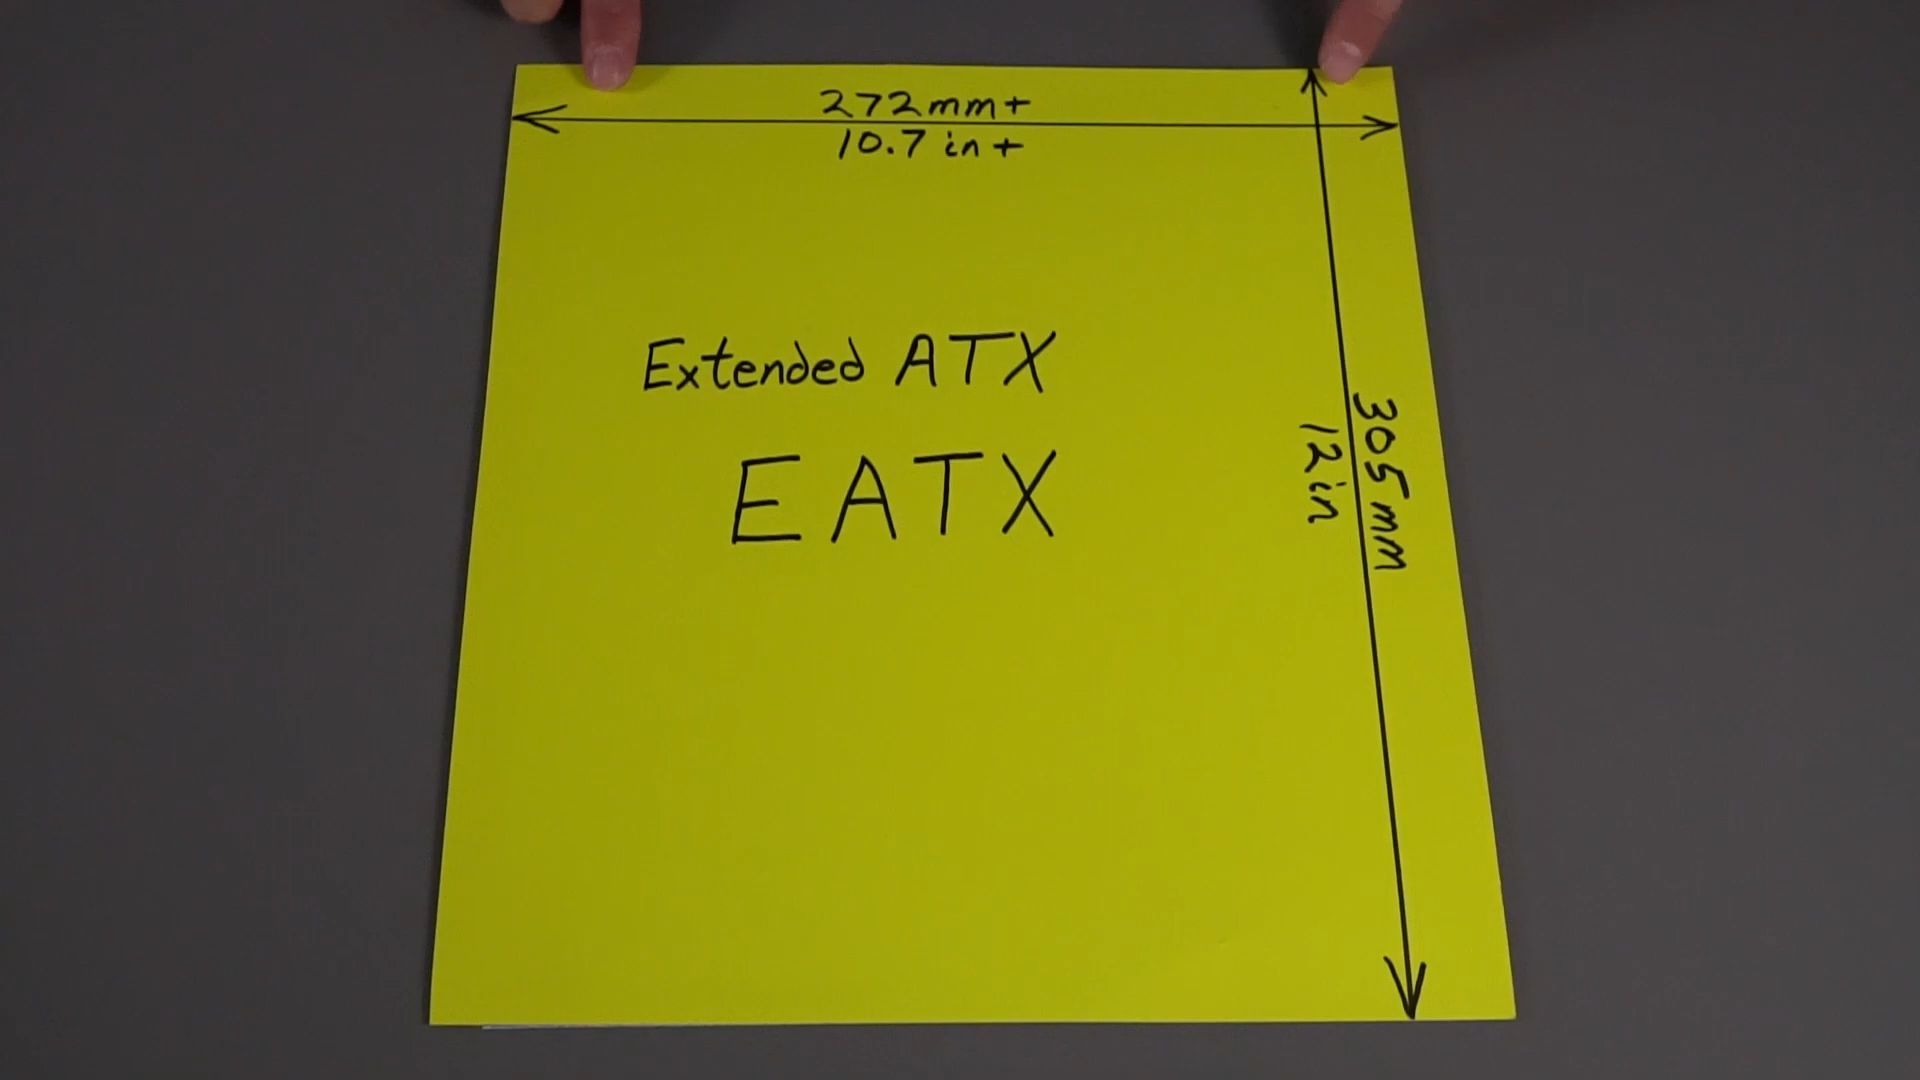 272mm+
10.7 in +
Extended ATX
EATX
305mm
12in